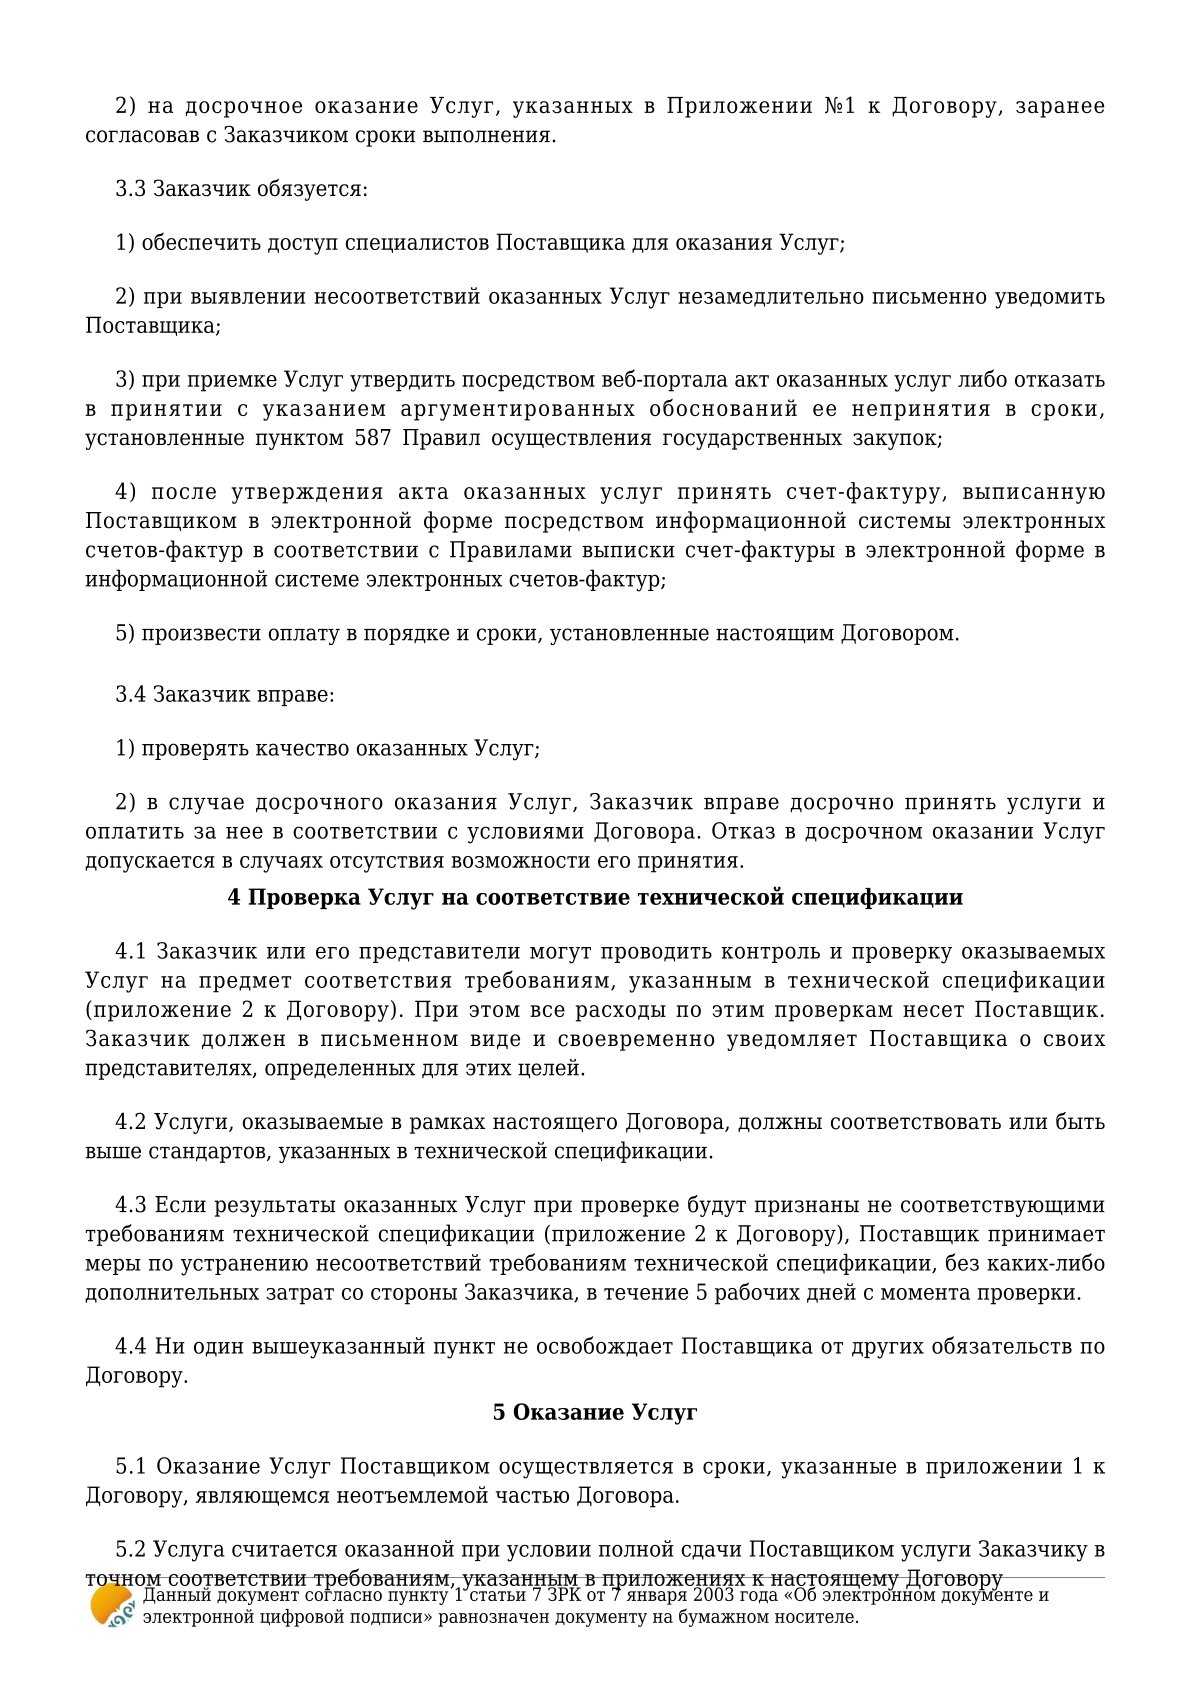 2) на досрочное оказание Услуг, указанных в Приложении №1 к Договору, заранее
согласовав с Заказчиком сроки выполнения.
3.3 Заказчик обязуется:
1) обеспечить доступ специалистов Поставщика для оказания Услуг;
2) при выявлении несоответствий оказанных Услуг незамедлительно письменно уведомить
Поставщика;
3) при приемке Услуг утвердить посредством веб-портала акт оказанных услуг либо отказать
в принятии с указанием аргументированных обоснований ее непринятия в сроки,
установленные пунктом 587 Правил осуществления государственных закупок;
4) после утверждения акта оказанных услуг принять счет-фактуру, выписанную
Поставщиком в электронной форме посредством информационной системы электронных
счетов-фактур в соответствии с Правилами выписки счет-фактуры в электронной форме в
информационной системе электронных счетов-фактур;
5) произвести оплату в порядке и сроки, установленные настоящим Договором.
3.4 Заказчик вправе:
1) проверять качество оказанных Услуг;
2) в случае досрочного оказания Услуг, Заказчик вправе досрочно принять услуги и
оплатить за нее в соответствии с условиями Договора. Отказ в досрочном оказании Услуг
допускается в случаях отсутствия возможности его принятия.
4 Проверка Услуг на соответствие технической спецификации
4.1 Заказчик или его представители могут проводить контроль и проверку оказываемых
Услуг на предмет соответствия требованиям, указанным в технической спецификации
(приложение 2 к Договору). При этом все расходы по этим проверкам несет Поставщик.
Заказчик должен в письменном виде и своевременно уведомляет Поставщика о своих
представителях, определенных для этих целей.
4.2 Услуги, оказываемые в рамках настоящего Договора, должны соответствовать или быть
выше стандартов, указанных в технической спецификации.
4.3 Если результаты оказанных Услуг при проверке будут признаны не соответствующими
требованиям технической спецификации (приложение 2 к Договору), Поставщик принимает
меры по устранению несоответствий требованиям технической спецификации, без каких-либо
дополнительных затрат со стороны Заказчика, в течение 5 рабочих дней с момента проверки.
4.4 Ни один вышеуказанный пункт не освобождает Поставщика от других обязательств по
Договору.
5 Оказание Услуг
5.1 Оказание Услуг Поставщиком осуществляется в сроки, указанные в приложении 1 к
Договору, являющемся неотъемлемой частью Договора.
5.2 Услуга считается оказанной при условии полной сдачи Поставщиком услуги Заказчику в
точном соответствии требованиям, указанным в приложениях к настоящему Договору
Данный документ согласно пункту 1 статьи 7 ЗРК от 7 января 2003 года «Об электронном документе и
электронной цифровой подписи» равнозначен документу на бумажном носителе.